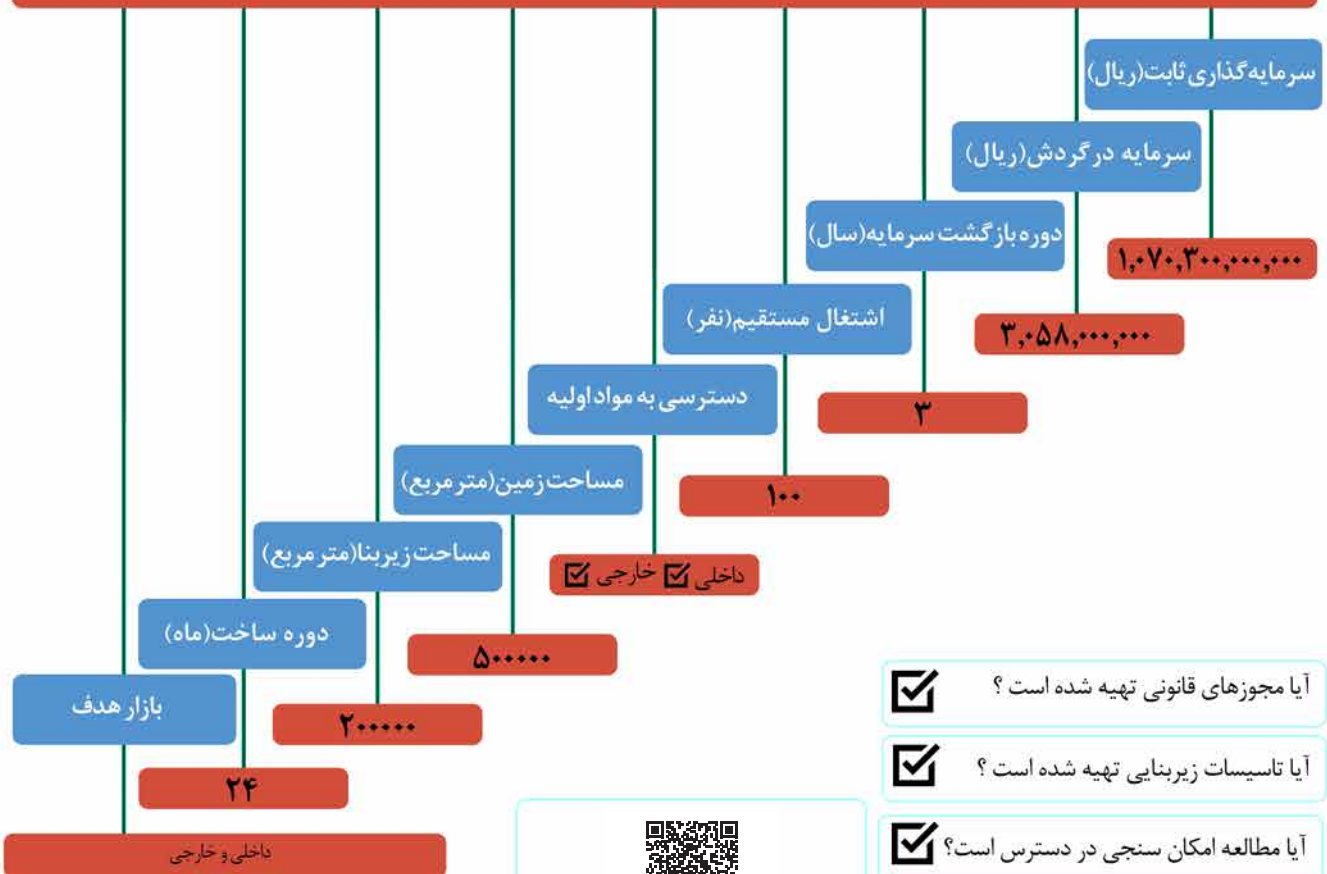 سرمایه‌گذاری ثابت(ریال)
۱,۰۷۰,۳۰۰,۰۰۰,۰۰۰
سرمایه در گردش(ریال)
۳,۰۵۸,۰۰۰,۰۰۰
دوره بازگشت سرمایه(سال)
۳
اشتغال مستقیم(نفر)
۱۰۰
دسترسی به مواد اولیه
داخلی ☑ خارجی ☑
مساحت زمین(متر مربع)
۵۰۰۰۰۰
مساحت زیربنا(متر مربع)
۲۰۰۰۰۰
دوره ساخت(ماه)
۲۴
بازار هدف
داخلی و خارجی
آیا مجوزهای قانونی تهیه شده است ؟ ☑
آیا تاسیسات زیربنایی تهیه شده است ؟ ☑
آیا مطالعه امکان سنجی در دسترس است؟ ☑